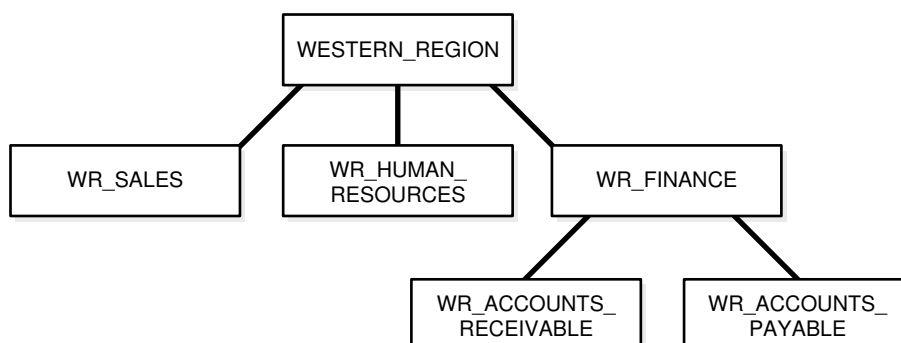 WESTERN_REGION
WR_SALES
WR_HUMAN_
RESOURCES
WR_FINANCE
WR_ACCOUNTS_
RECEIVABLE
WR_ACCOUNTS_
PAYABLE